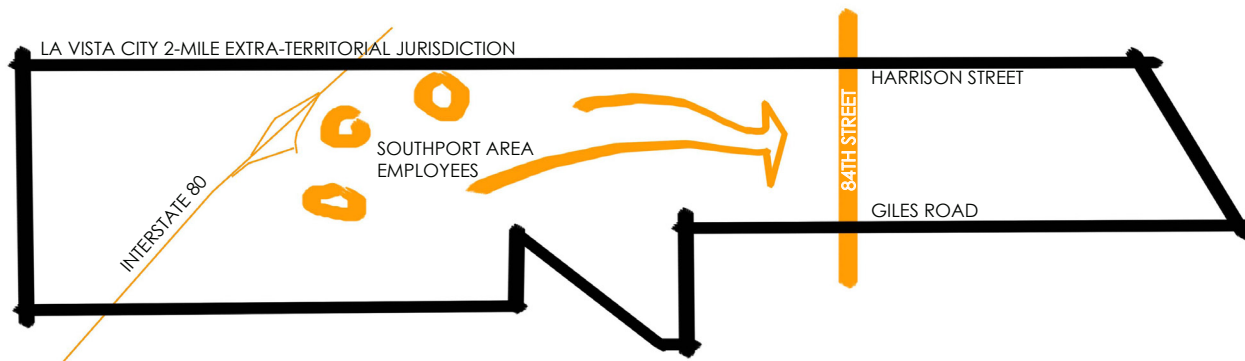 LA VISTA CITY 2-MILE EXTRA-TERRITORIAL JURISDICTION
HARRISON STREET
SOUTHPORT AREA
EMPLOYEES
84TH STREET
INTERSTATE 80
GILES ROAD